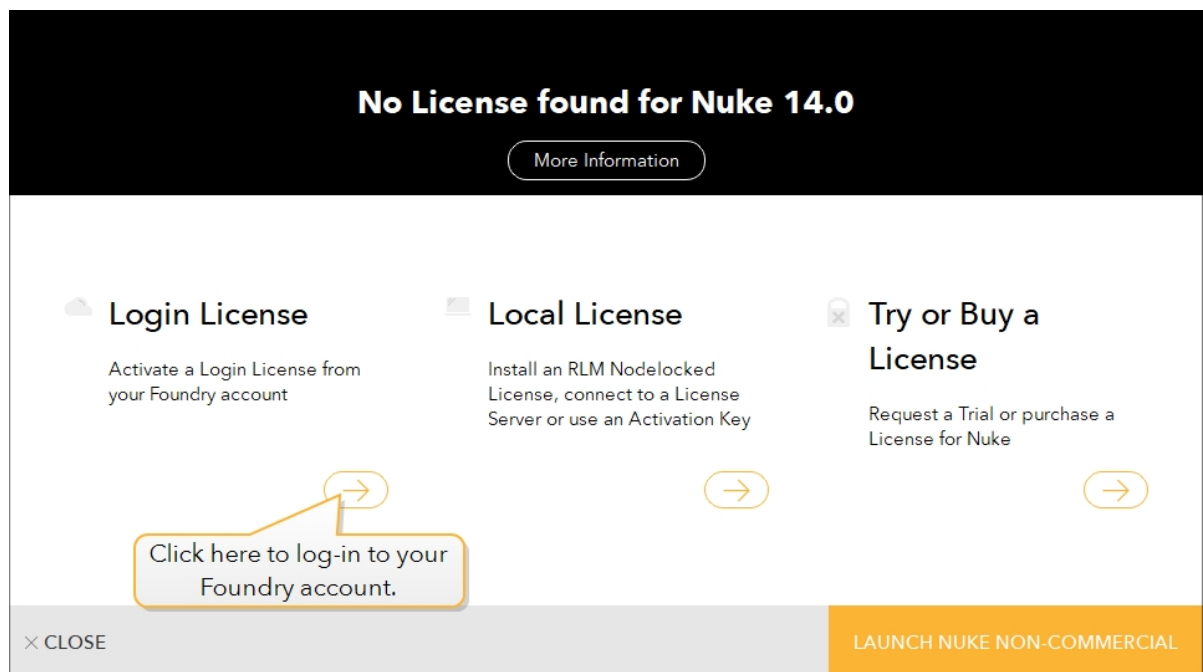 No License found for Nuke 14.0
More Information
Login License
Activate a Login License from
your Foundry account
Local License
Install an RLM Nodelocked
License, connect to a License
Server or use an Activation Key
Try or Buy a
License
Request a Trial or purchase a
License for Nuke
Click here to log-in to your
Foundry account.
CLOSE
LAUNCH NUKE NON-COMMERCIAL